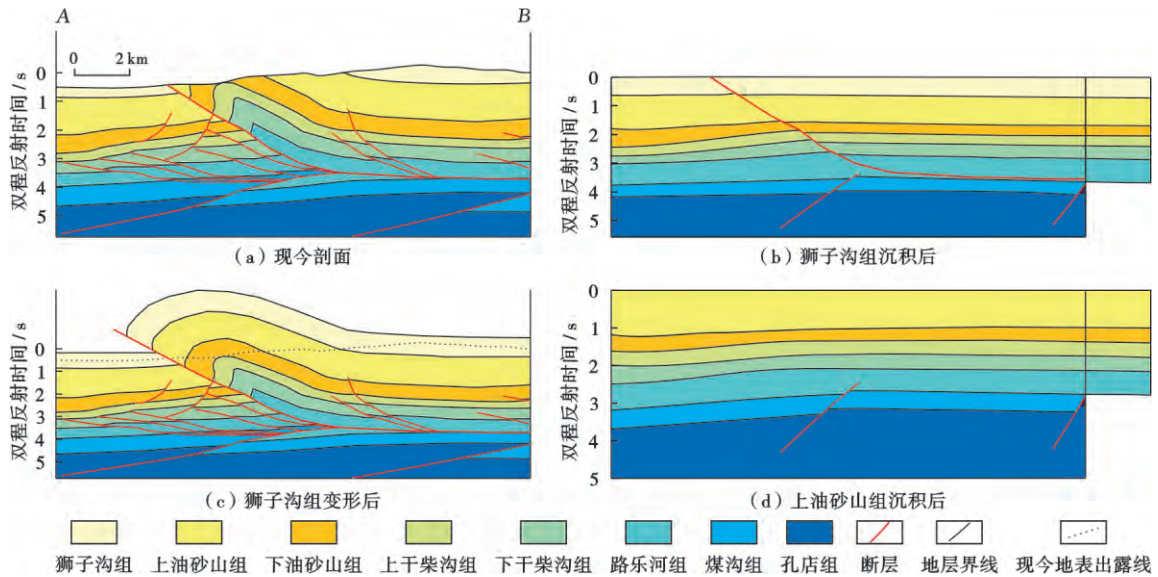 A
B
0
2 km
双程反射时间 / s
0
1
2
3
4
5
(a) 现今剖面
双程反射时间 / s
0
1
2
3
4
5
(b) 狮子沟组沉积后
双程反射时间 / s
0
1
2
3
4
5
(c) 狮子沟组变形后
双程反射时间 / s
0
1
2
3
4
5
(d) 上油砂山组沉积后
狮子沟组 上油砂山组 下油砂山组 上干柴沟组 下干柴沟组 路乐河组 煤沟组 孔店组 断层 地层界线 现今地表出露线